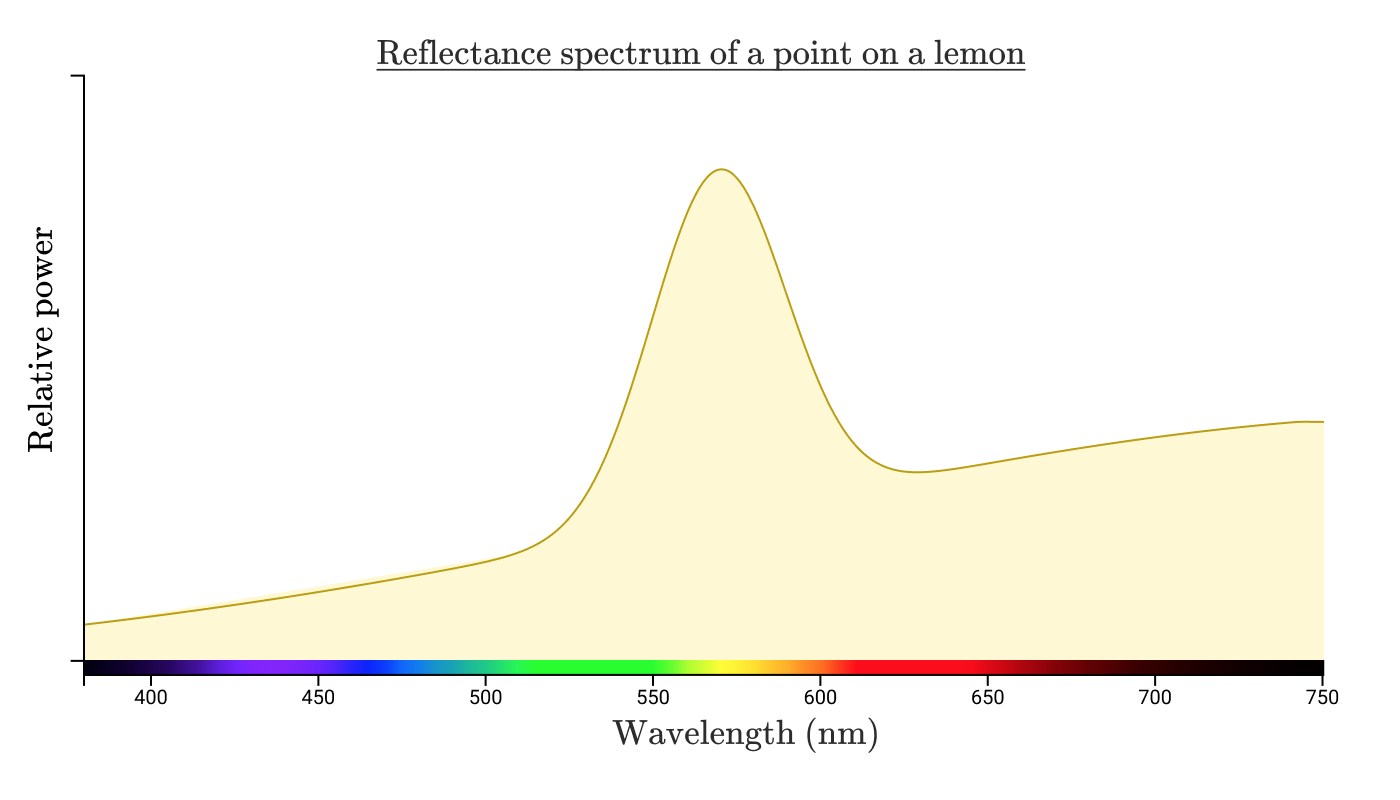 Reflectance spectrum of a point on a lemon
Relative power
400 450 500 550 600 650 700 750
Wavelength (nm)